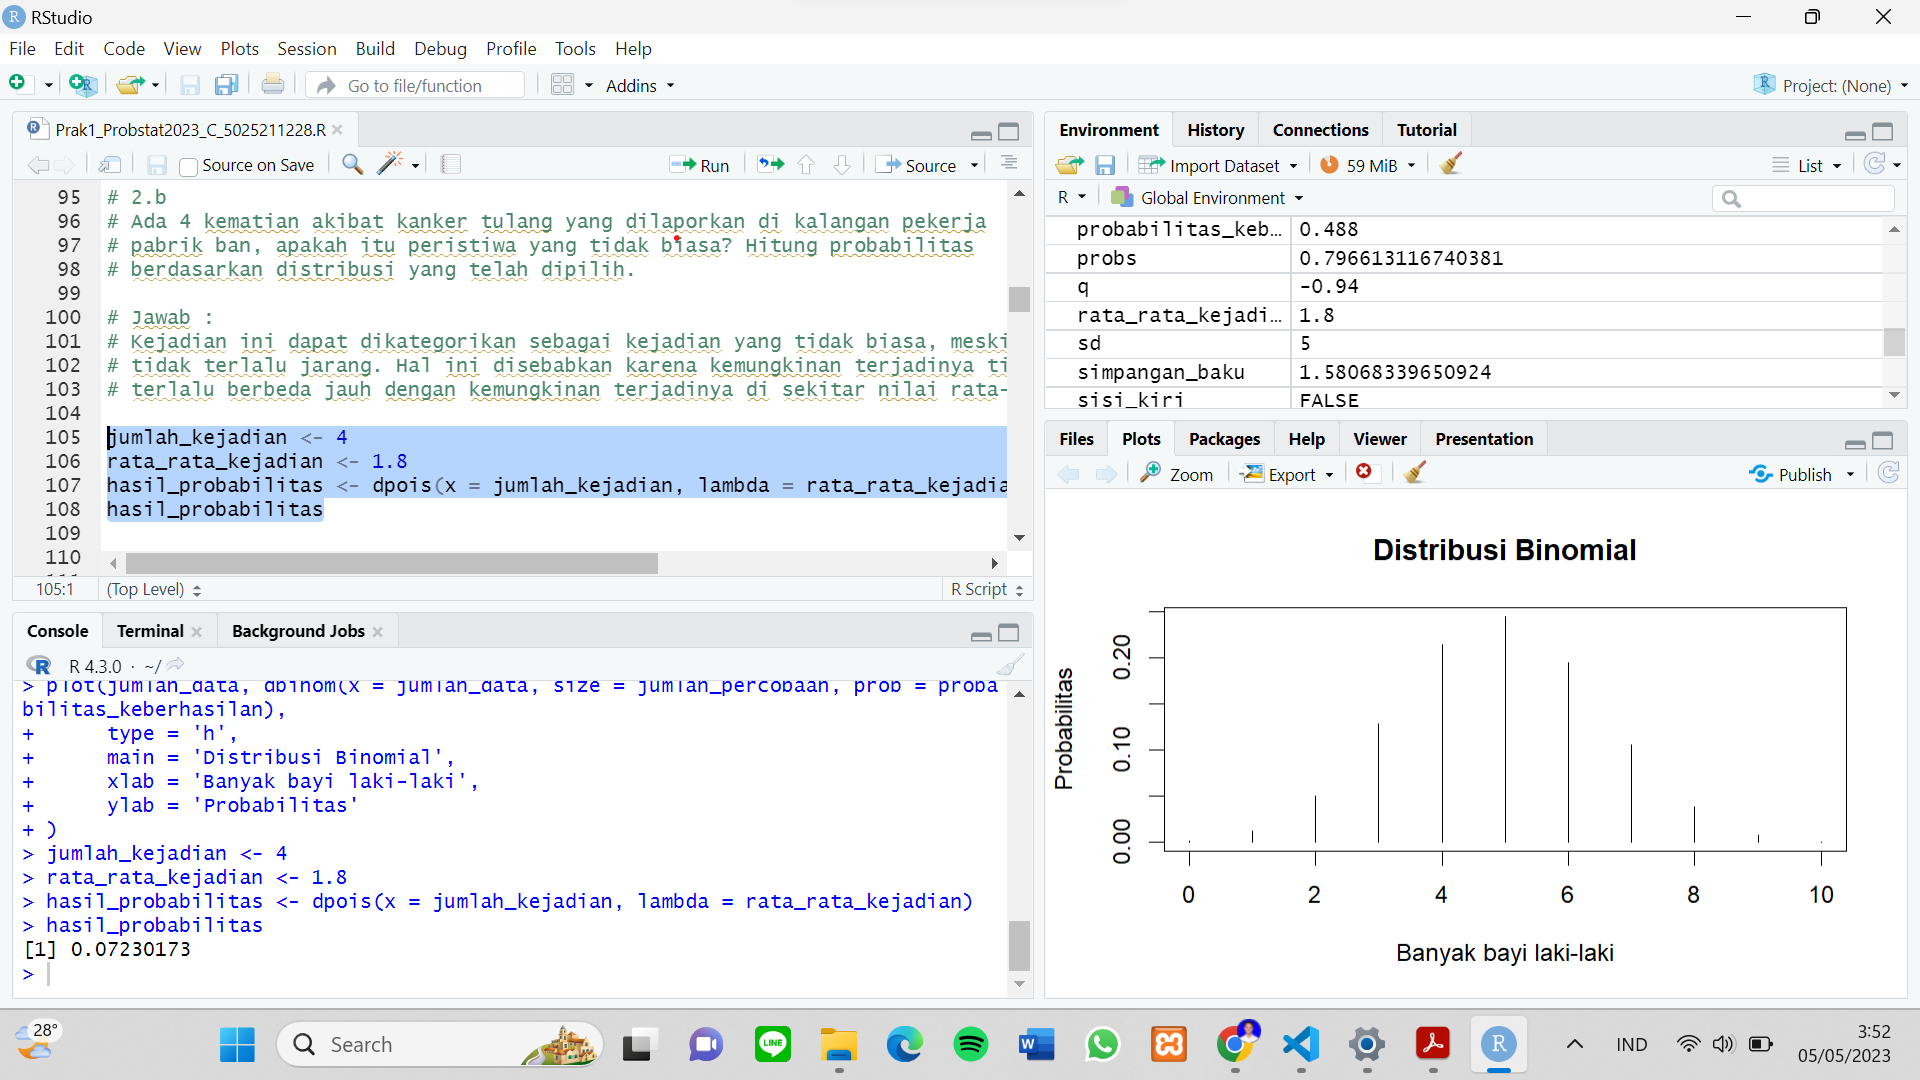 RStudio
File Edit Code View Plots Session Build Debug Profile Tools Help
Go to file/function Addins Project: (None)
Prak1_Probstat2023_C_5025211228.R
Source on Save Run Source
95 # 2.b
96 # Ada 4 kematian akibat kanker tulang yang dilaporkan di kalangan pekerja
97 # pabrik ban, apakah itu peristiwa yang tidak biasa? Hitung probabilitas
98 # berdasarkan distribusi yang telah dipilih.
99
100 # Jawab :
101 # Kejadian ini dapat dikategorikan sebagai kejadian yang tidak biasa, meski
102 # tidak terlalu jarang. Hal ini disebabkan karena kemungkinan terjadinya ti
103 # terlalu berbeda jauh dengan kemungkinan terjadinya di sekitar nilai rata-
104
105 jumlah_kejadian <- 4
106 rata_rata_kejadian <- 1.8
107 hasil_probabilitas <- dpois(x = jumlah_kejadian, lambda = rata_rata_kejadia
108 hasil_probabilitas
109
110
105:1 (Top Level) R Script
Console Terminal Background Jobs
R 4.3.0 · ~/
> plot(jumlah_data, dbinom(x = jumlah_data, size = jumlah_percobaan, prob = proba
bilitas_keberhasilan),
+ type = 'h',
+ main = 'Distribusi Binomial',
+ xlab = 'Banyak bayi laki-laki',
+ ylab = 'Probabilitas'
+ )
> jumlah_kejadian <- 4
> rata_rata_kejadian <- 1.8
> hasil_probabilitas <- dpois(x = jumlah_kejadian, lambda = rata_rata_kejadian)
> hasil_probabilitas
[1] 0.07230173
>
Environment History Connections Tutorial
Import Dataset 59 MiB List
R Global Environment
probabilitas_keb... 0.488
probs 0.796613116740381
q -0.94
rata_rata_kejadi... 1.8
sd 5
simpangan_baku 1.58068339650924
sisi_kiri FALSE
Files Plots Packages Help Viewer Presentation
Zoom Export Publish
Distribusi Binomial
Probabilitas
0.20
0.10
0.00
0 2 4 6 8 10
Banyak bayi laki-laki
28° Search LINE W R IND 3:52
05/05/2023